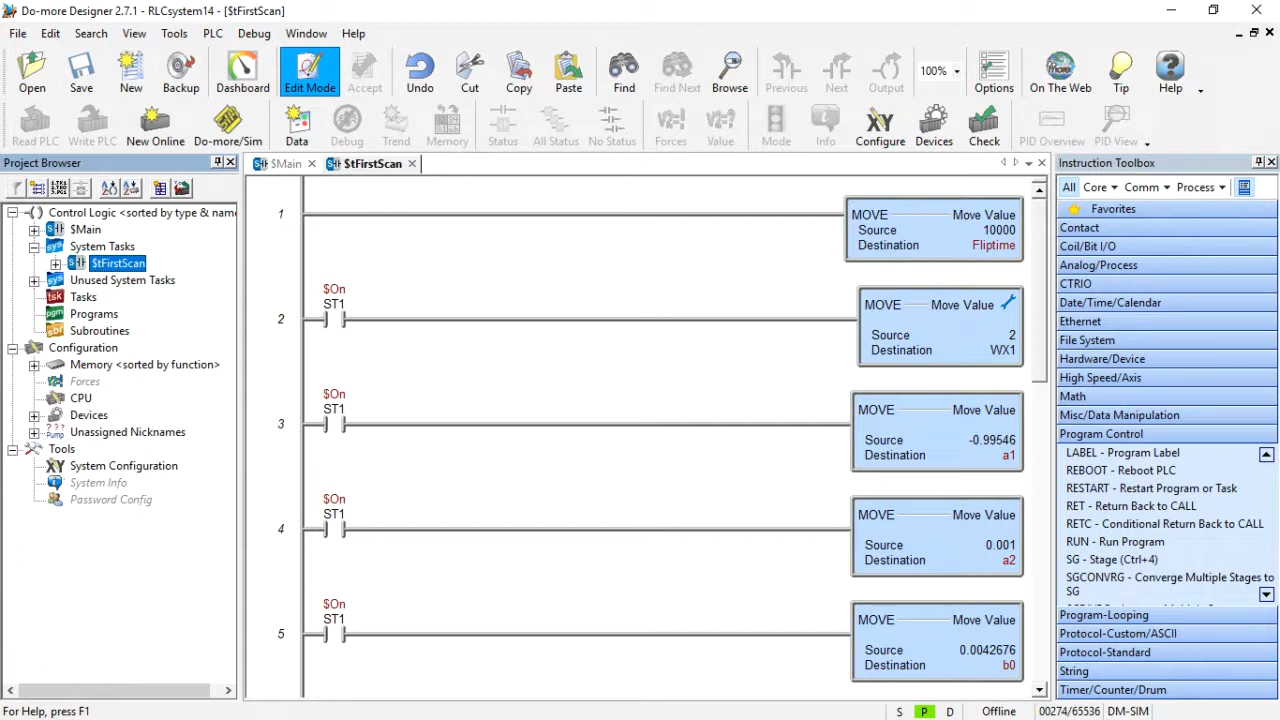 Do-more Designer 2.7.1 - RLCsystem14 - [$tFirstScan]
File Edit Search View Tools PLC Debug Window Help
Open Save New Backup Dashboard Edit Mode Accept Undo Cut Copy Paste Find Find Next Browse Previous Next Output 100% Options On The Web Tip Help
Read PLC Write PLC New Online Do-more/Sim Data Debug Trend Memory Status All Status No Status Forces Value Mode Info Configure Devices Check PID Overview PID View
Project Browser
Control Logic <sorted by type & name
$Main
System Tasks
$tFirstScan
Unused System Tasks
Tasks
Programs
Subroutines
Configuration
Memory <sorted by function>
Forces
CPU
Devices
Unassigned Nicknames
Tools
System Configuration
System Info
Password Config
$Main $tFirstScan
1
MOVE Move Value
Source 10000
Destination Fliptime
$On
ST1
2
MOVE Move Value
Source 2
Destination WX1
$On
ST1
3
MOVE Move Value
Source -0.99546
Destination a1
$On
ST1
4
MOVE Move Value
Source 0.001
Destination a2
$On
ST1
5
MOVE Move Value
Source 0.0042676
Destination b0
Instruction Toolbox
All Core Comm Process
Favorites
Contact
Coil/Bit I/O
Analog/Process
CTRIO
Date/Time/Calendar
Ethernet
File System
Hardware/Device
High Speed/Axis
Math
Misc/Data Manipulation
Program Control
LABEL - Program Label
REBOOT - Reboot PLC
RESTART - Restart Program or Task
RET - Return Back to CALL
RETC - Conditional Return Back to CALL
RUN - Run Program
SG - Stage (Ctrl+4)
SGCONVRG - Converge Multiple Stages to
SG
Program-Looping
Protocol-Custom/ASCII
Protocol-Standard
String
Timer/Counter/Drum
For Help, press F1
S P D Offline 00274/65536 DM-SIM